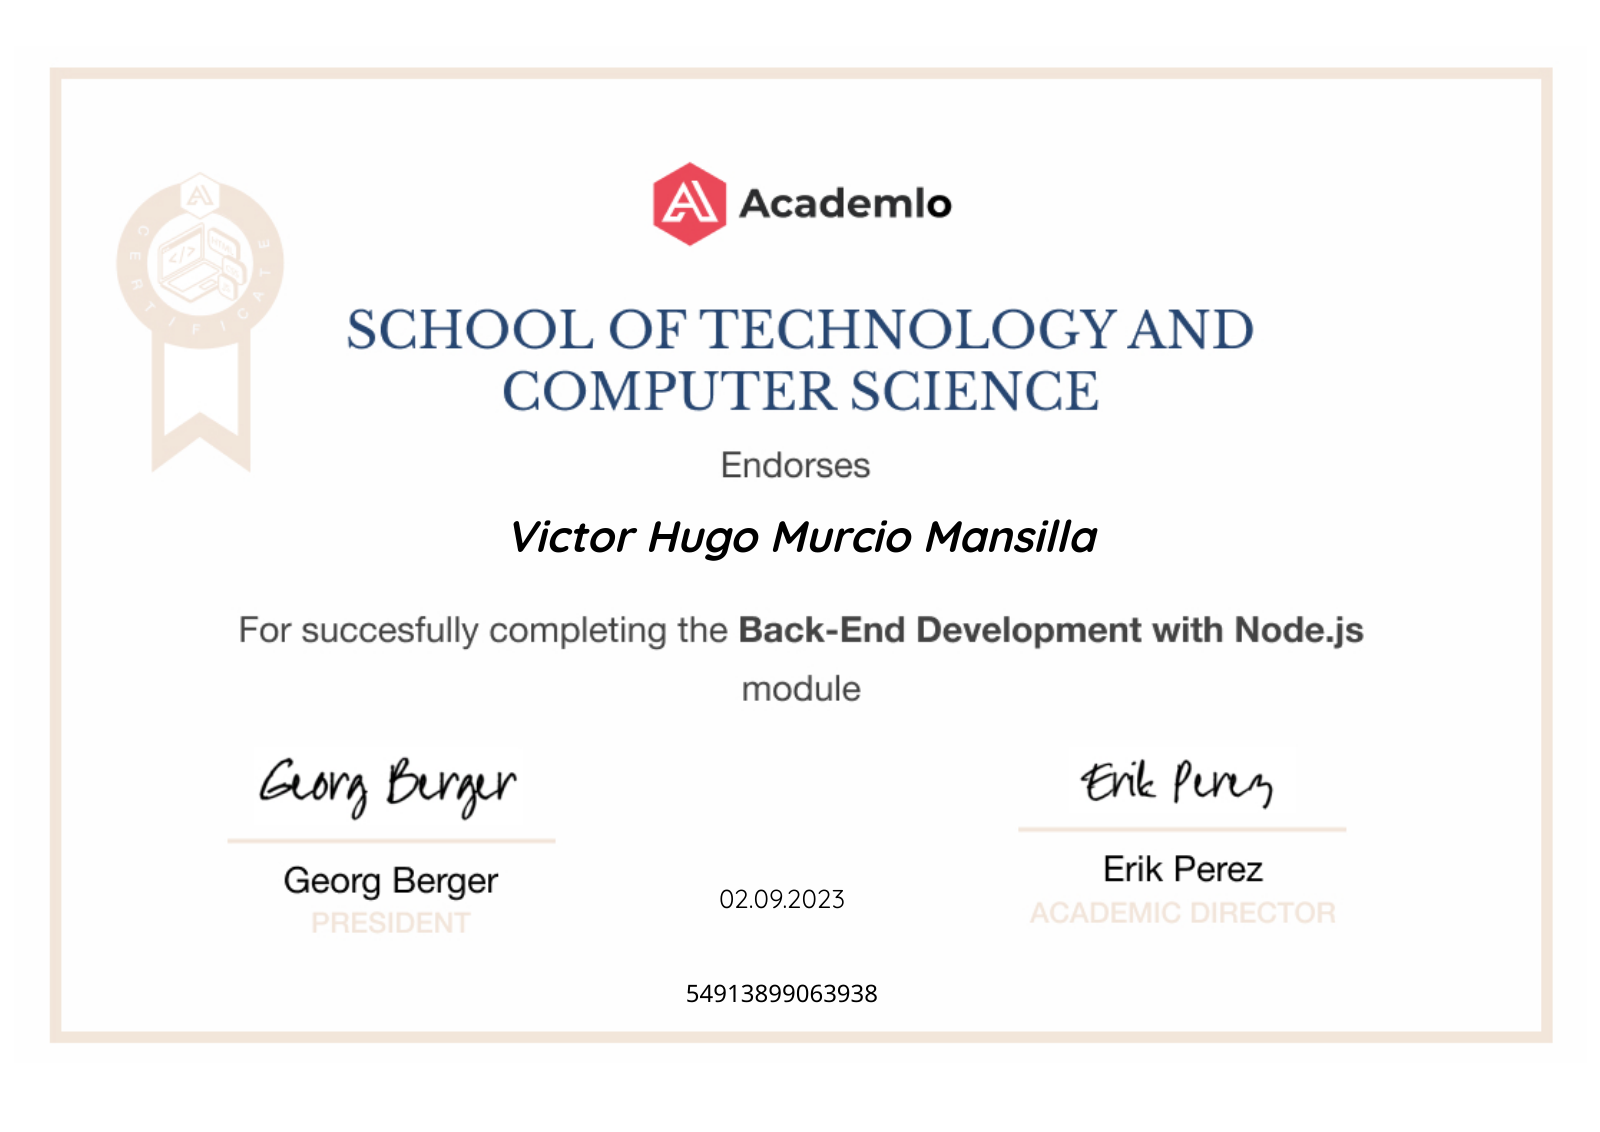 Academlo
CERTIFICATE
SCHOOL OF TECHNOLOGY AND
COMPUTER SCIENCE
Endorses
Victor Hugo Murcio Mansilla
For succesfully completing the Back-End Development with Node.js
module
Georg Berger
Erik Perez
Georg Berger
Erik Perez
PRESIDENT
02.09.2023
ACADEMIC DIRECTOR
54913899063938